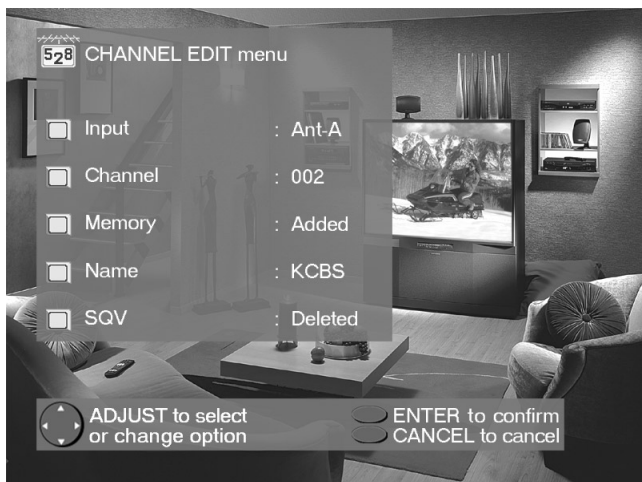 528 CHANNEL EDIT menu
Input : Ant-A
Channel : 002
Memory : Added
Name : KCBS
SQV : Deleted
ADJUST to select
or change option
ENTER to confirm
CANCEL to cancel